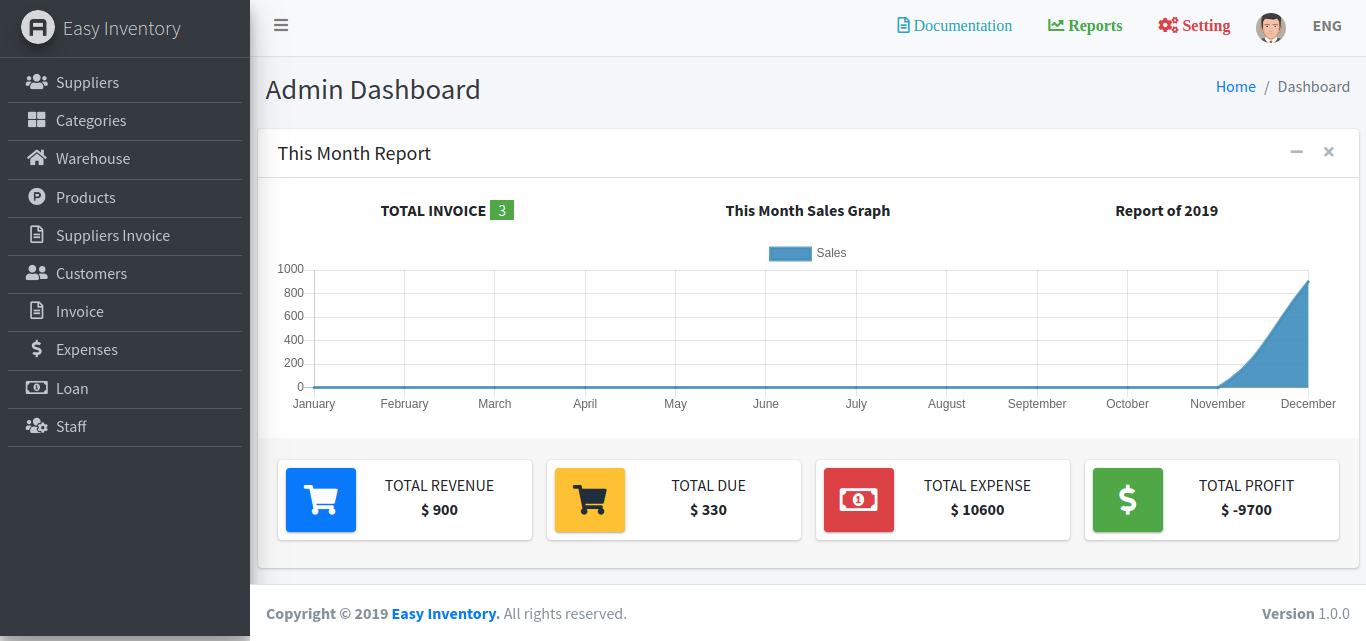 Easy Inventory
Documentation Reports Setting ENG
Suppliers
Categories
Warehouse
Products
Suppliers Invoice
Customers
Invoice
Expenses
Loan
Staff
Admin Dashboard
Home / Dashboard
This Month Report
TOTAL INVOICE 3
This Month Sales Graph
Report of 2019
Sales
1000
800
600
400
200
0
January February March April May June July August September October November December
TOTAL REVENUE
$ 900
TOTAL DUE
$ 330
TOTAL EXPENSE
$ 10600
TOTAL PROFIT
$ -9700
Copyright © 2019 Easy Inventory. All rights reserved.
Version 1.0.0